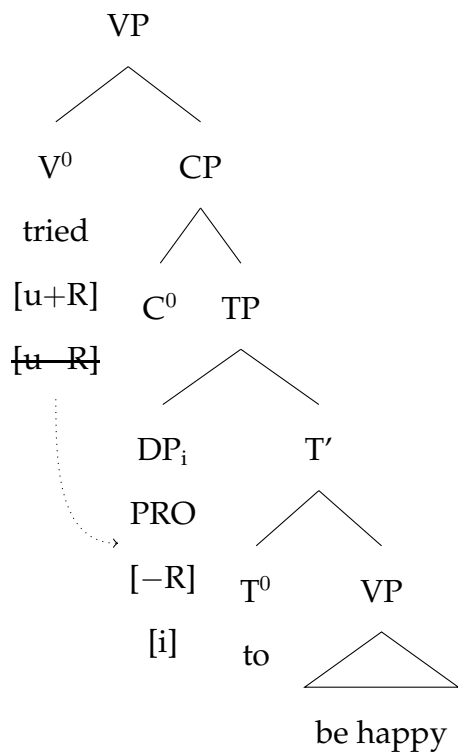 VP
V⁰ CP
tried
[u+R] C⁰ TP
[u−R]
DPᵢ T'
PRO
[−R] T⁰ VP
[i] to
be happy